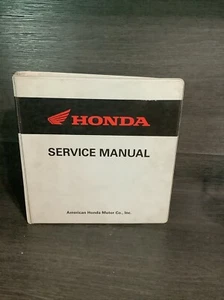 HONDA
SERVICE MANUAL
American Honda Motor Co., Inc.